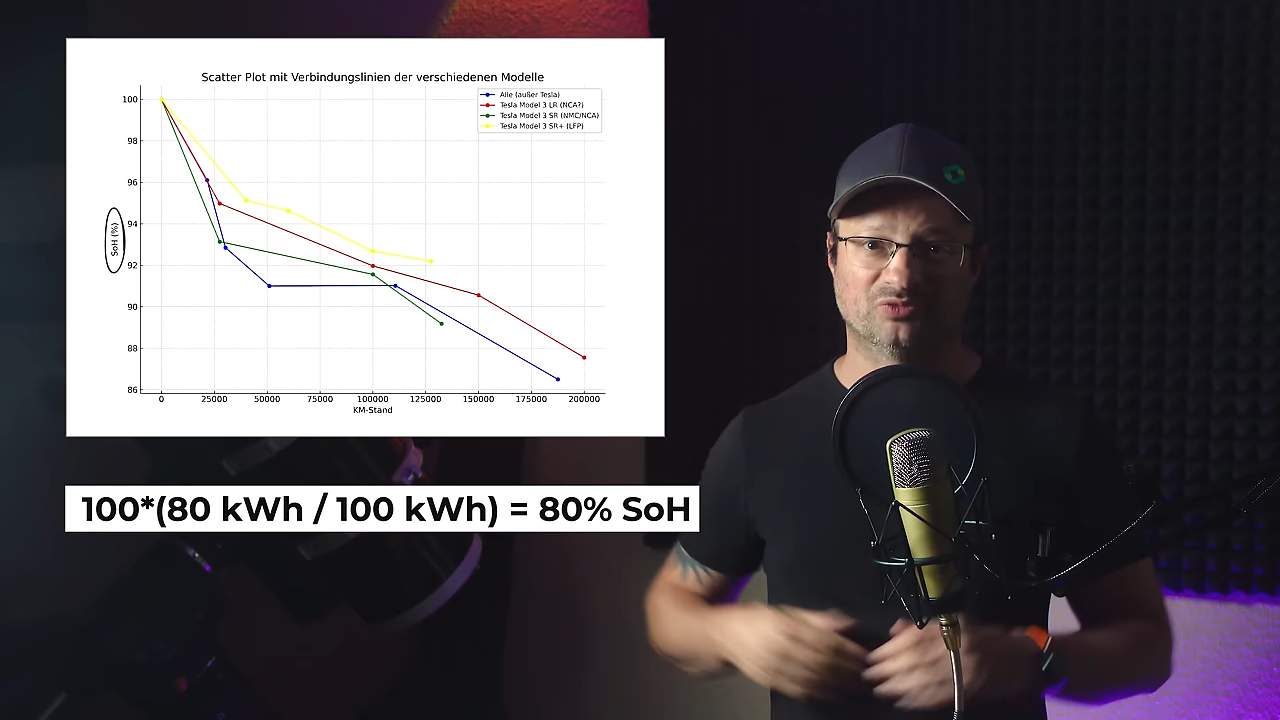 Scatter Plot mit Verbindungslinien der verschiedenen Modelle
Alle (außer Tesla)
Tesla Model 3 LR (NCA?)
Tesla Model 3 SR (NMC/NCA)
Tesla Model 3 SR+ (LFP)
100
98
96
94
92
90
88
86
SoH (%)
0 25000 50000 75000 100000 125000 150000 175000 200000
KM-Stand
100*(80 kWh / 100 kWh) = 80% SoH